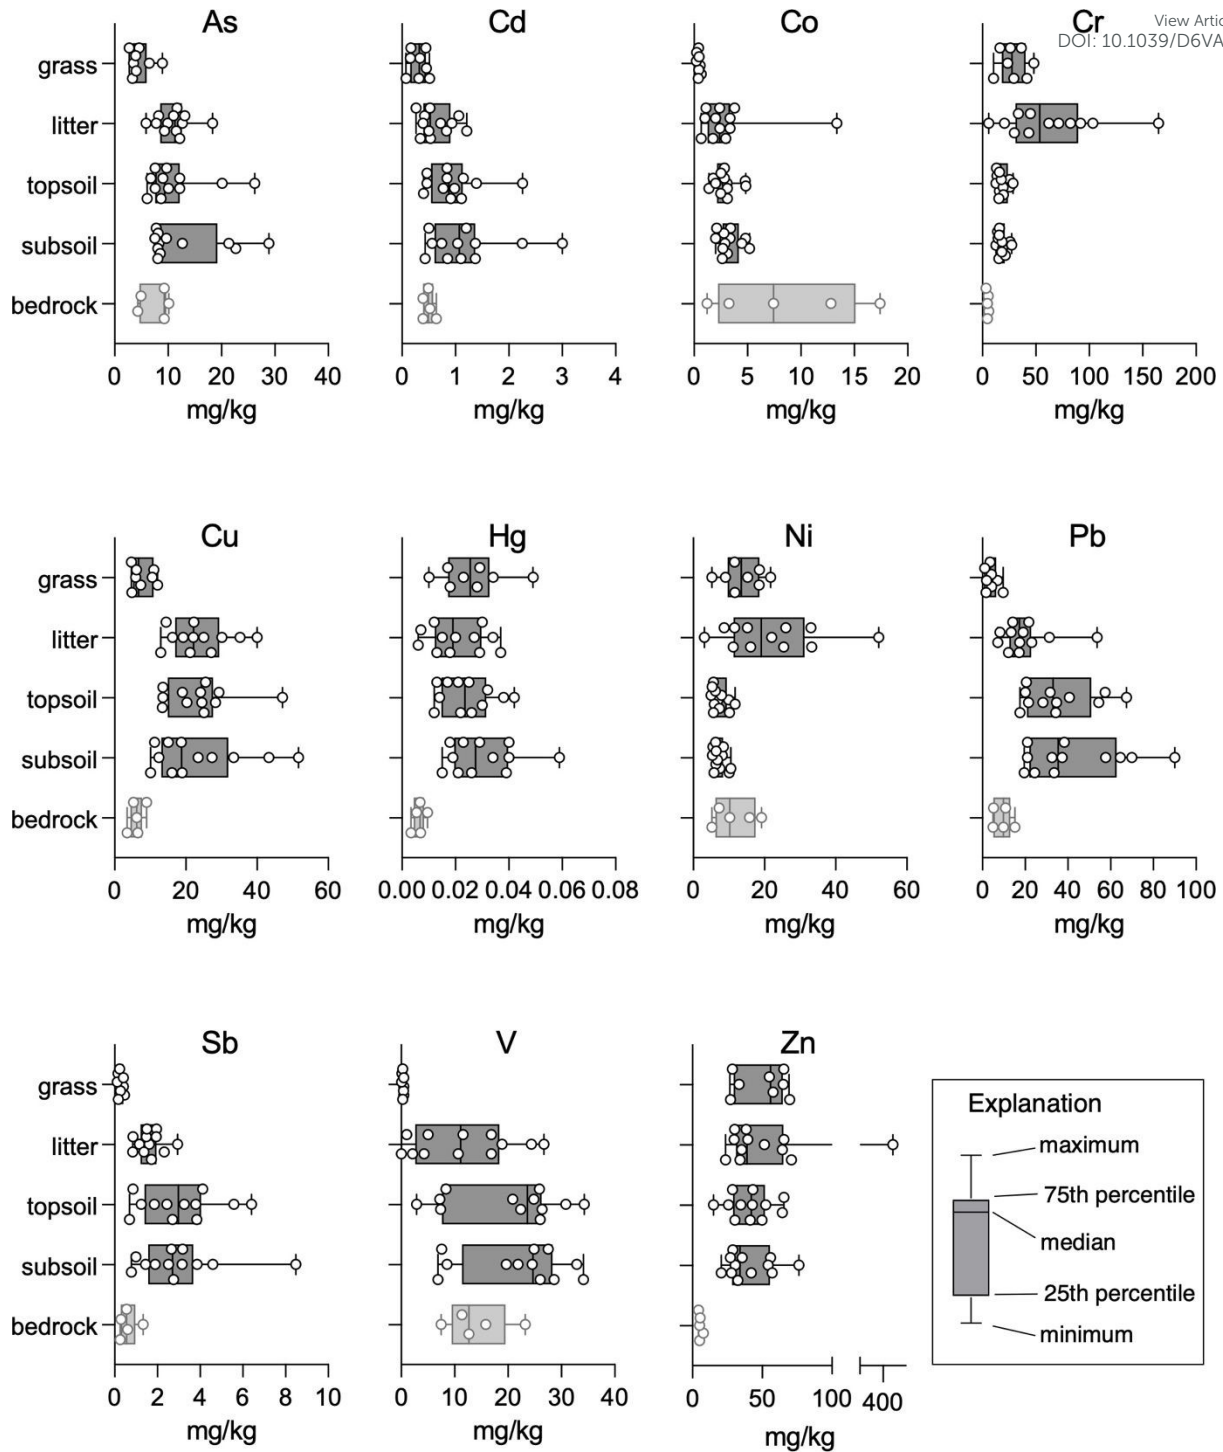 View Artic
DOI: 10.1039/D6VA
As Cd Co Cr
grass
litter
topsoil
subsoil
bedrock
0 10 20 30 40 0 1 2 3 4 0 5 10 15 20 0 50 100 150 200
mg/kg mg/kg mg/kg mg/kg
Cu Hg Ni Pb
grass
litter
topsoil
subsoil
bedrock
0 20 40 60 0.00 0.02 0.04 0.06 0.08 0 20 40 60 0 20 40 60 80 100
mg/kg mg/kg mg/kg mg/kg
Sb V Zn
grass
litter
topsoil
subsoil
bedrock
0 2 4 6 8 10 0 10 20 30 40 0 50 100 400
mg/kg mg/kg mg/kg
Explanation
maximum
75th percentile
median
25th percentile
minimum